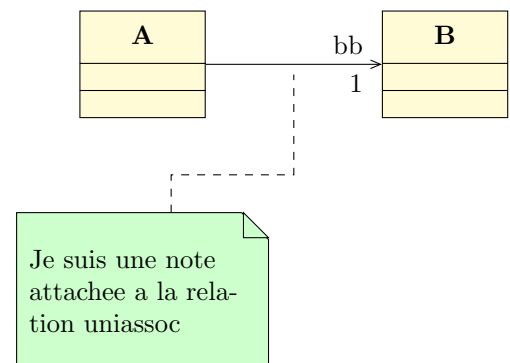 A
bb
B
1
Je suis une note
attachee a la rela-
tion uniassoc